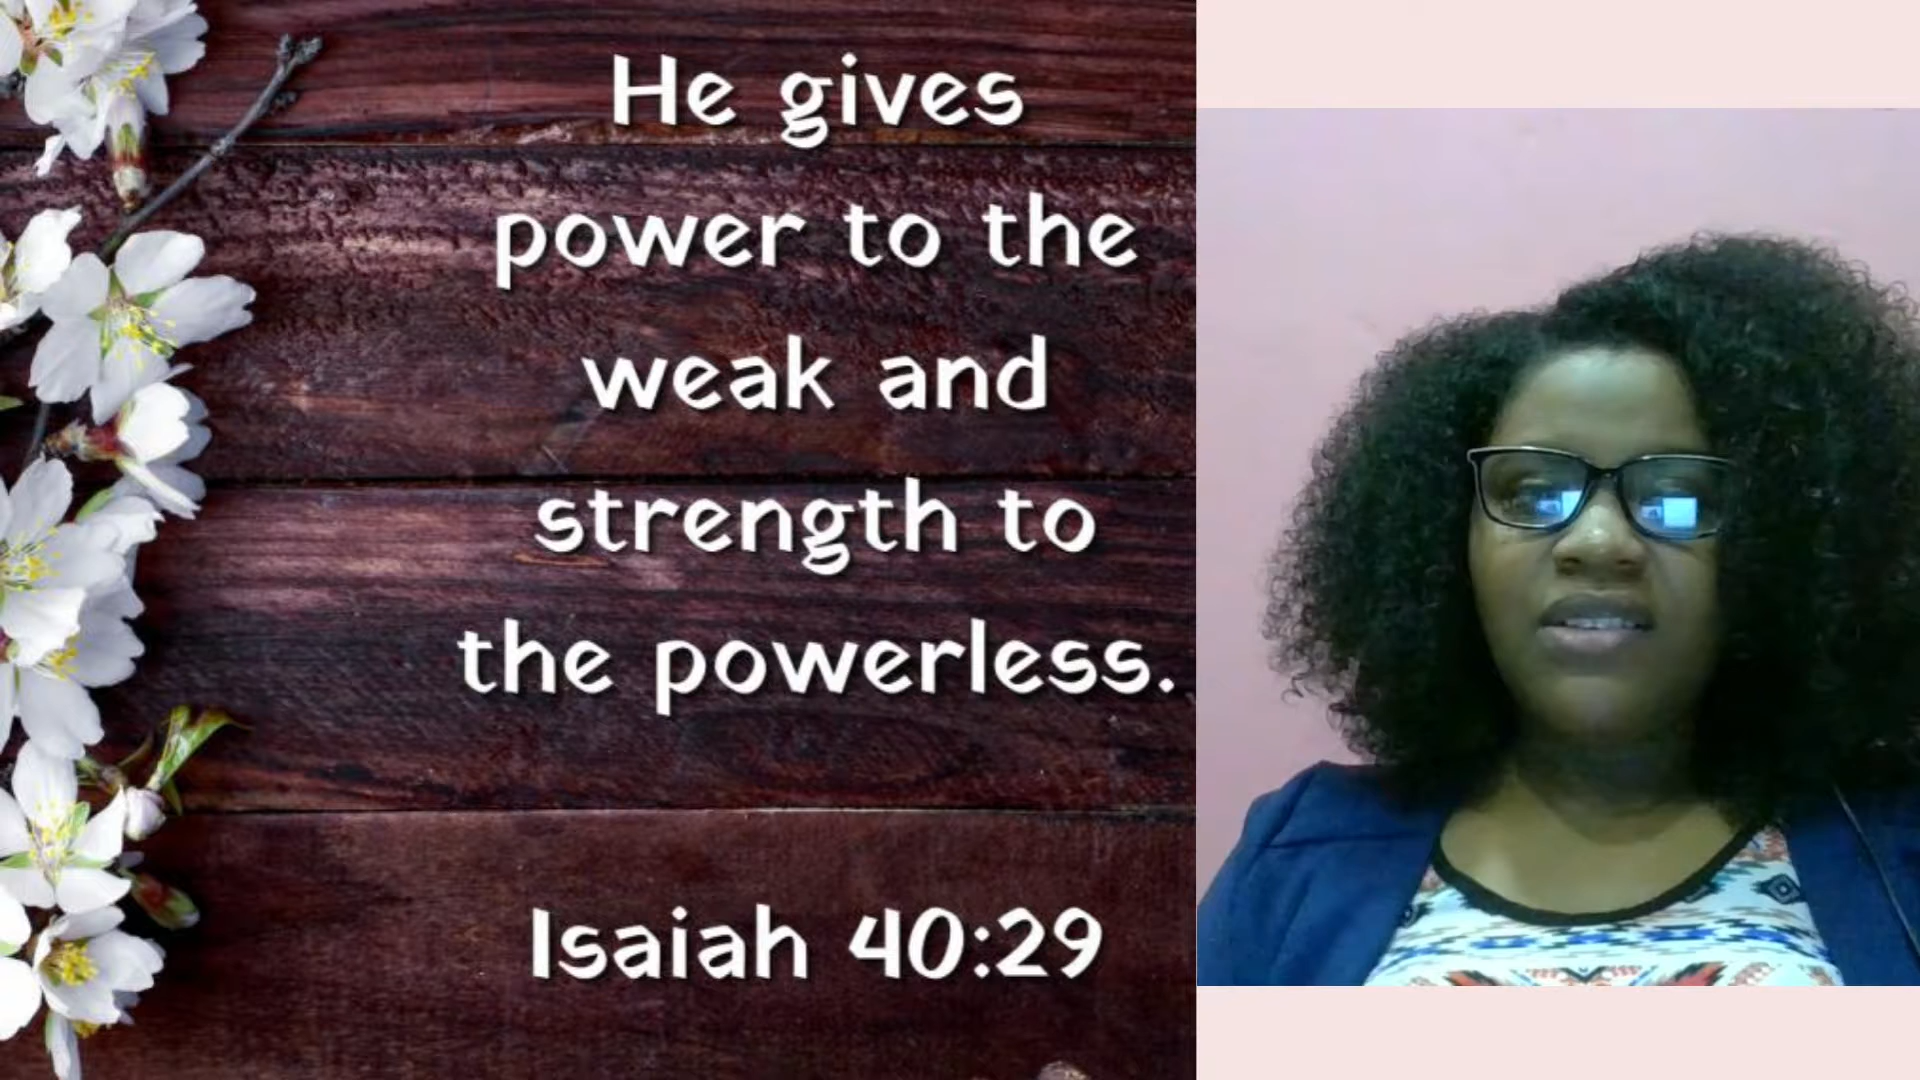 He gives
power to the
weak and
strength to
the powerless.
Isaiah 40:29